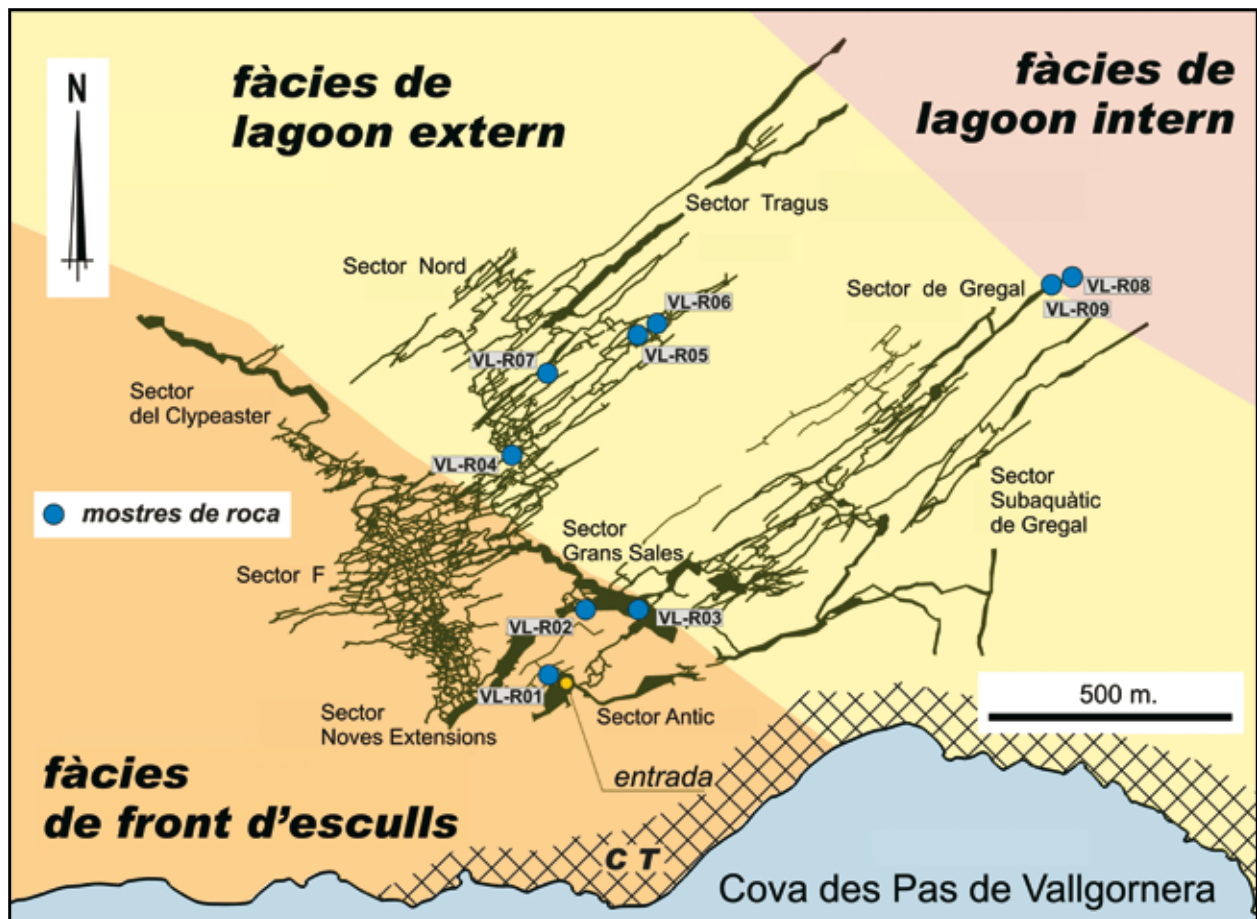 fàcies de
lagoon extern
fàcies de
lagoon intern
N
Sector Tragus
Sector Nord
Sector de Gregal
VL-R08
VL-R09
VL-R06
VL-R05
VL-R07
Sector
del Clypeaster
VL-R04
Sector
Subaquàtic
de Gregal
mostres de roca
Sector
Grans Sales
Sector F
VL-R02
VL-R03
VL-R01
Sector Antic
Sector
Noves Extensions
500 m.
entrada
fàcies
de front d'esculls
C T
Cova des Pas de Vallgornera